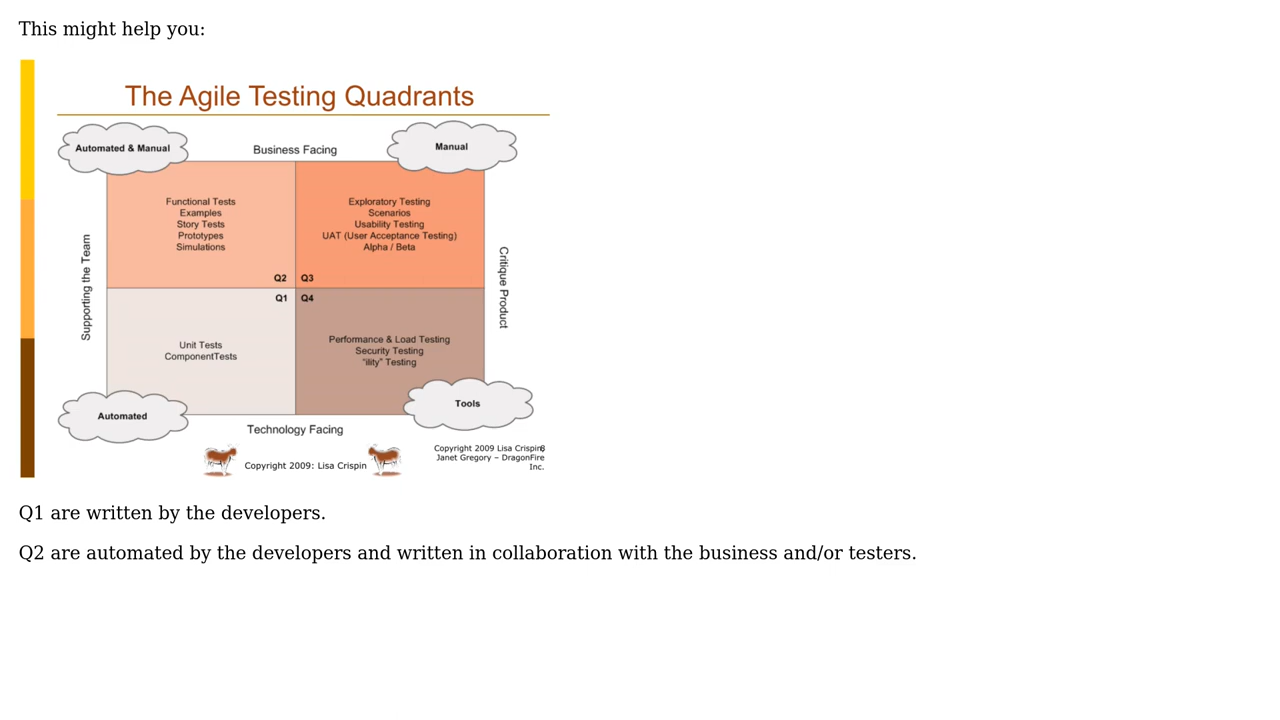 This might help you:
The Agile Testing Quadrants
Automated & Manual
Business Facing
Manual
Supporting the Team
Functional Tests
Examples
Story Tests
Prototypes
Simulations
Q2
Exploratory Testing
Scenarios
Usability Testing
UAT (User Acceptance Testing)
Alpha / Beta
Q3
Critique Product
Q1
Unit Tests
ComponentTests
Q4
Performance & Load Testing
Security Testing
"ility" Testing
Automated
Technology Facing
Tools
Copyright 2009: Lisa Crispin
Copyright 2009 Lisa Crispin
Janet Gregory – DragonFire
Inc.
Q1 are written by the developers.
Q2 are automated by the developers and written in collaboration with the business and/or testers.